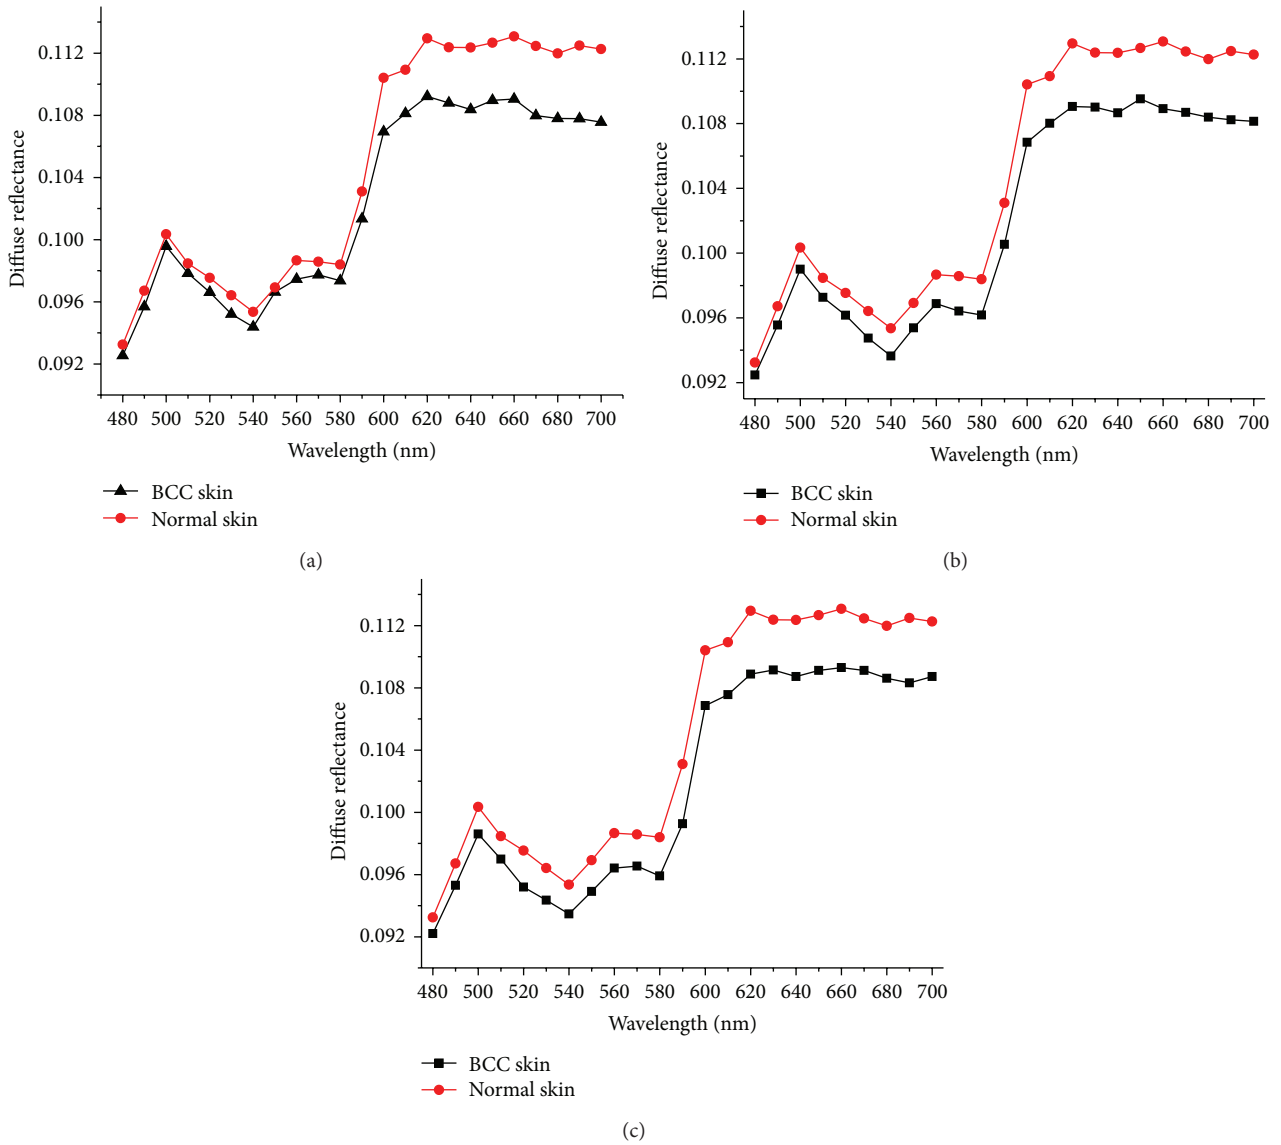 0.112
0.108
0.104
0.100
0.096
0.092
Diffuse reflectance
480 500 520 540 560 580 600 620 640 660 680 700
Wavelength (nm)
BCC skin
Normal skin
(a)
0.112
0.108
0.104
0.100
0.096
0.092
Diffuse reflectance
480 500 520 540 560 580 600 620 640 660 680 700
Wavelength (nm)
BCC skin
Normal skin
(b)
0.112
0.108
0.104
0.100
0.096
0.092
Diffuse reflectance
480 500 520 540 560 580 600 620 640 660 680 700
Wavelength (nm)
BCC skin
Normal skin
(c)